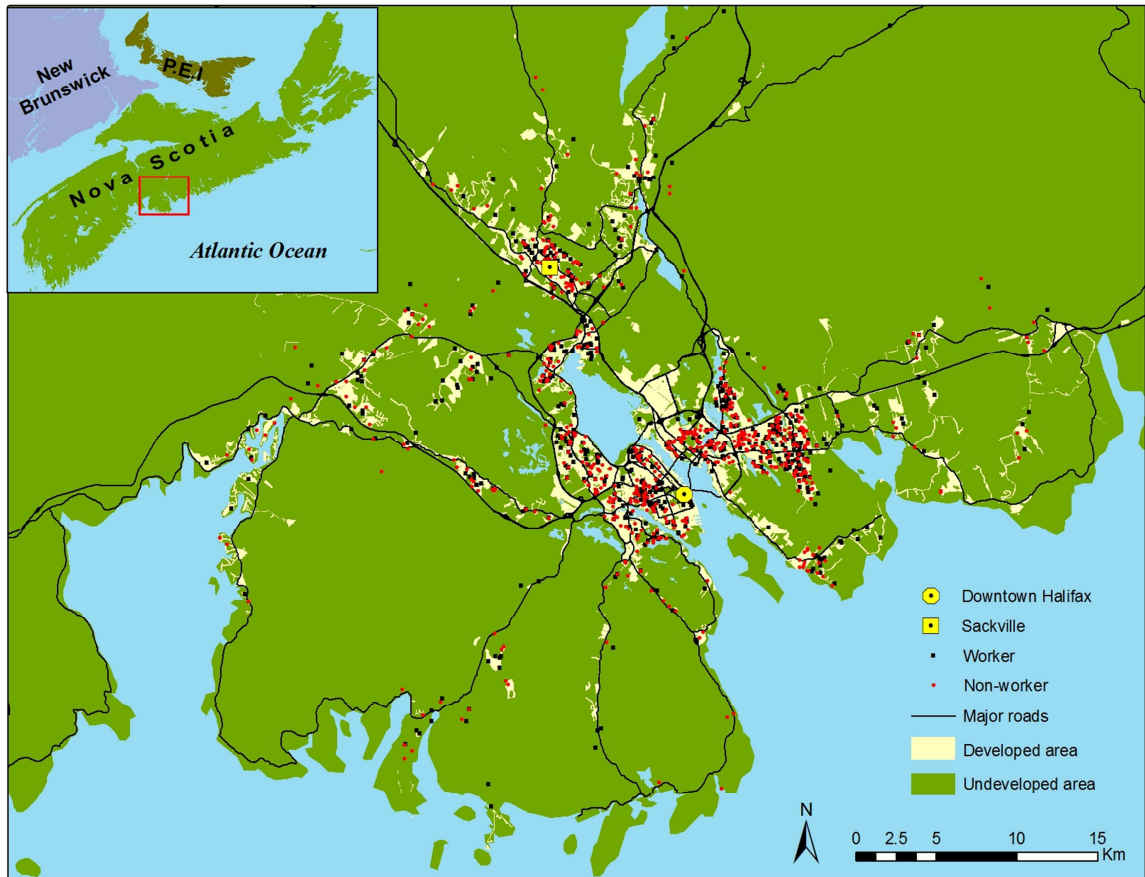 New
Brunswick
P.E.I
Nova Scotia
Atlantic Ocean
Downtown Halifax
Sackville
Worker
Non-worker
Major roads
Developed area
Undeveloped area
N
0 2.5 5 10 15
Km